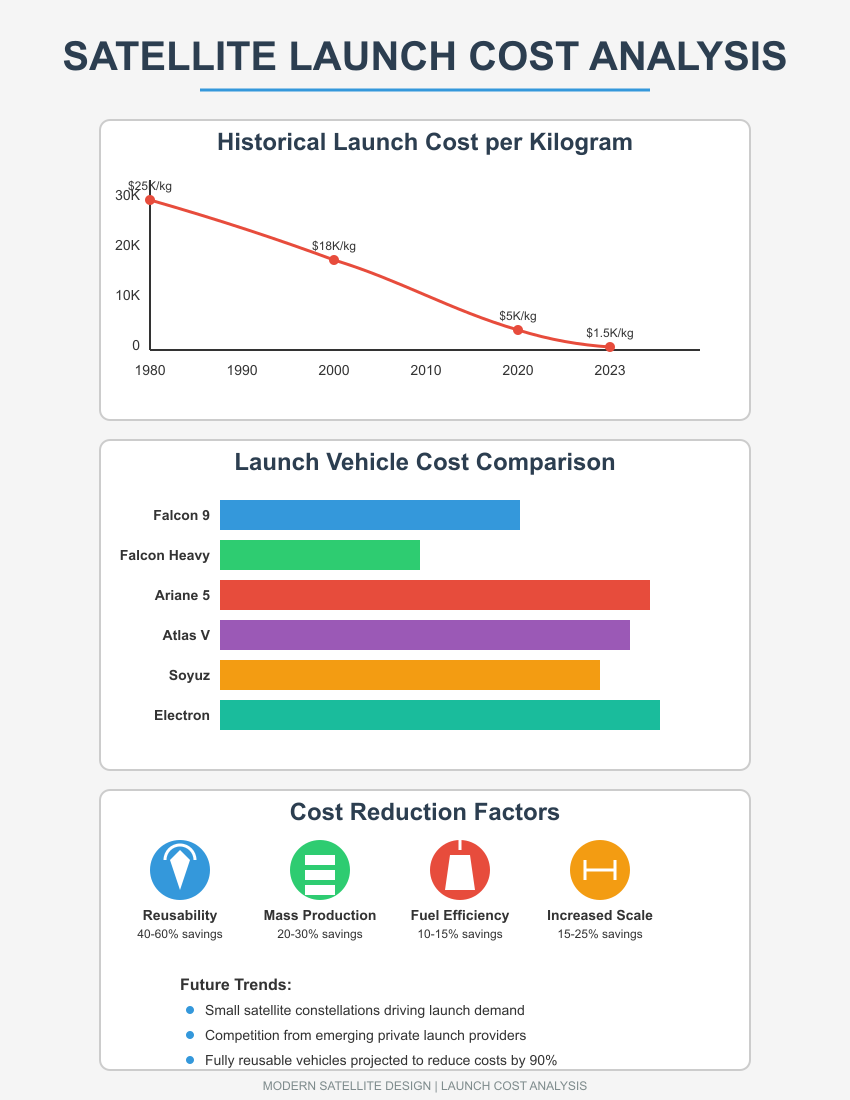 SATELLITE LAUNCH COST ANALYSIS
Historical Launch Cost per Kilogram
$25K/kg
30K
$18K/kg
20K
10K
$5K/kg
$1.5K/kg
0
1980 1990 2000 2010 2020 2023
Launch Vehicle Cost Comparison
Falcon 9
Falcon Heavy
Ariane 5
Atlas V
Soyuz
Electron
Cost Reduction Factors
Reusability Mass Production Fuel Efficiency Increased Scale
40-60% savings 20-30% savings 10-15% savings 15-25% savings
Future Trends:
Small satellite constellations driving launch demand
Competition from emerging private launch providers
Fully reusable vehicles projected to reduce costs by 90%
MODERN SATELLITE DESIGN | LAUNCH COST ANALYSIS